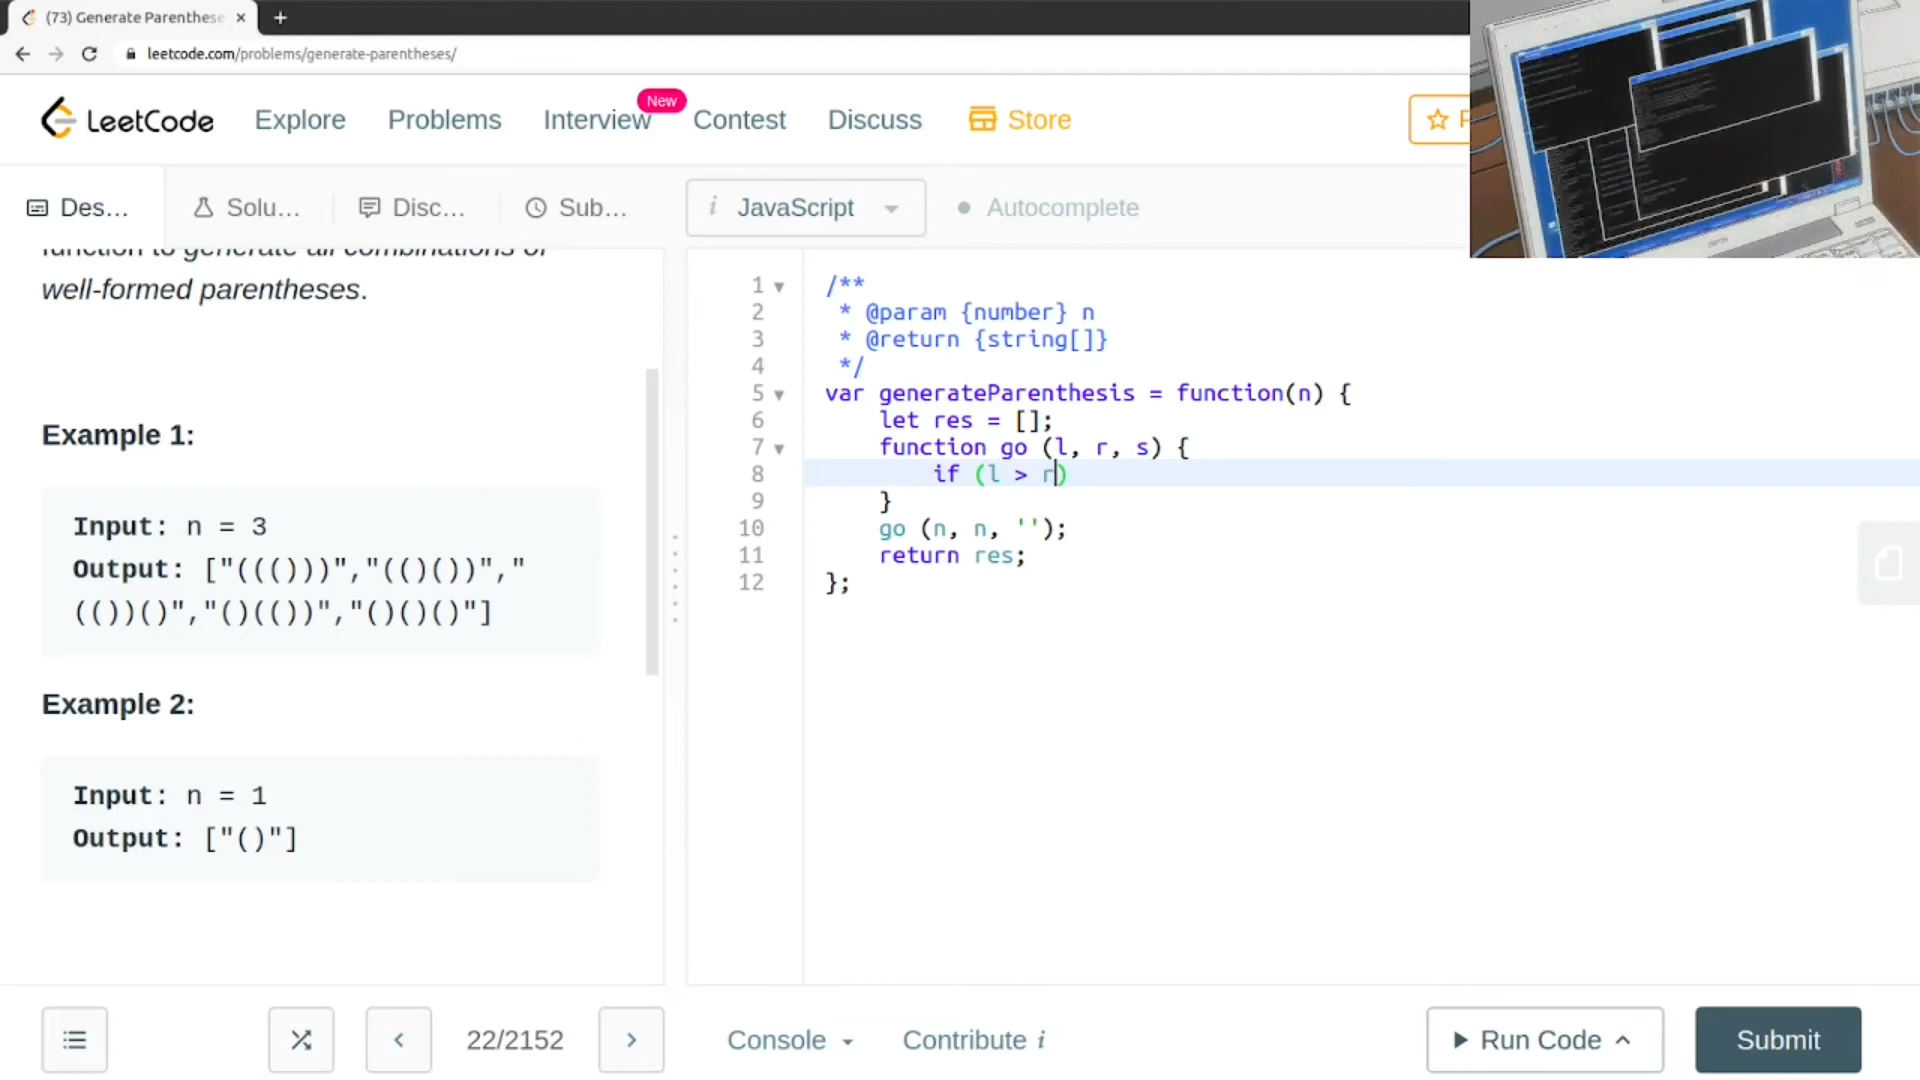 (73) Generate Parenthese
leetcode.com/problems/generate-parentheses/
LeetCode
Explore
Problems
Interview
New
Contest
Discuss
Store
Des...
Solu...
Disc...
Sub...
i JavaScript
Autocomplete
function to generate all combinations of
well-formed parentheses.
Example 1:
Input: n = 3
Output: ["((()))","(()())","
(())()","()(())","()()()"]
Example 2:
Input: n = 1
Output: ["()"]
1 /**
2 * @param {number} n
3 * @return {string[]}
4 */
5 var generateParenthesis = function(n) {
6 let res = [];
7 function go (l, r, s) {
8 if (l > r)
9 }
10 go (n, n, '');
11 return res;
12 };
22/2152
Console
Contribute i
Run Code
Submit